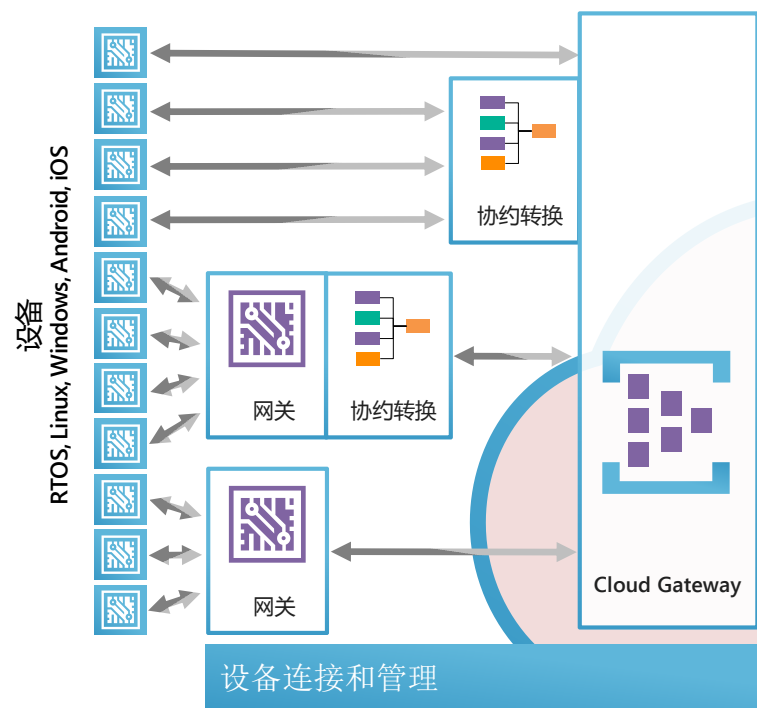 设备
RTOS, Linux, Windows, Android, iOS
协约转换
网关
协约转换
网关
Cloud Gateway
设备连接和管理